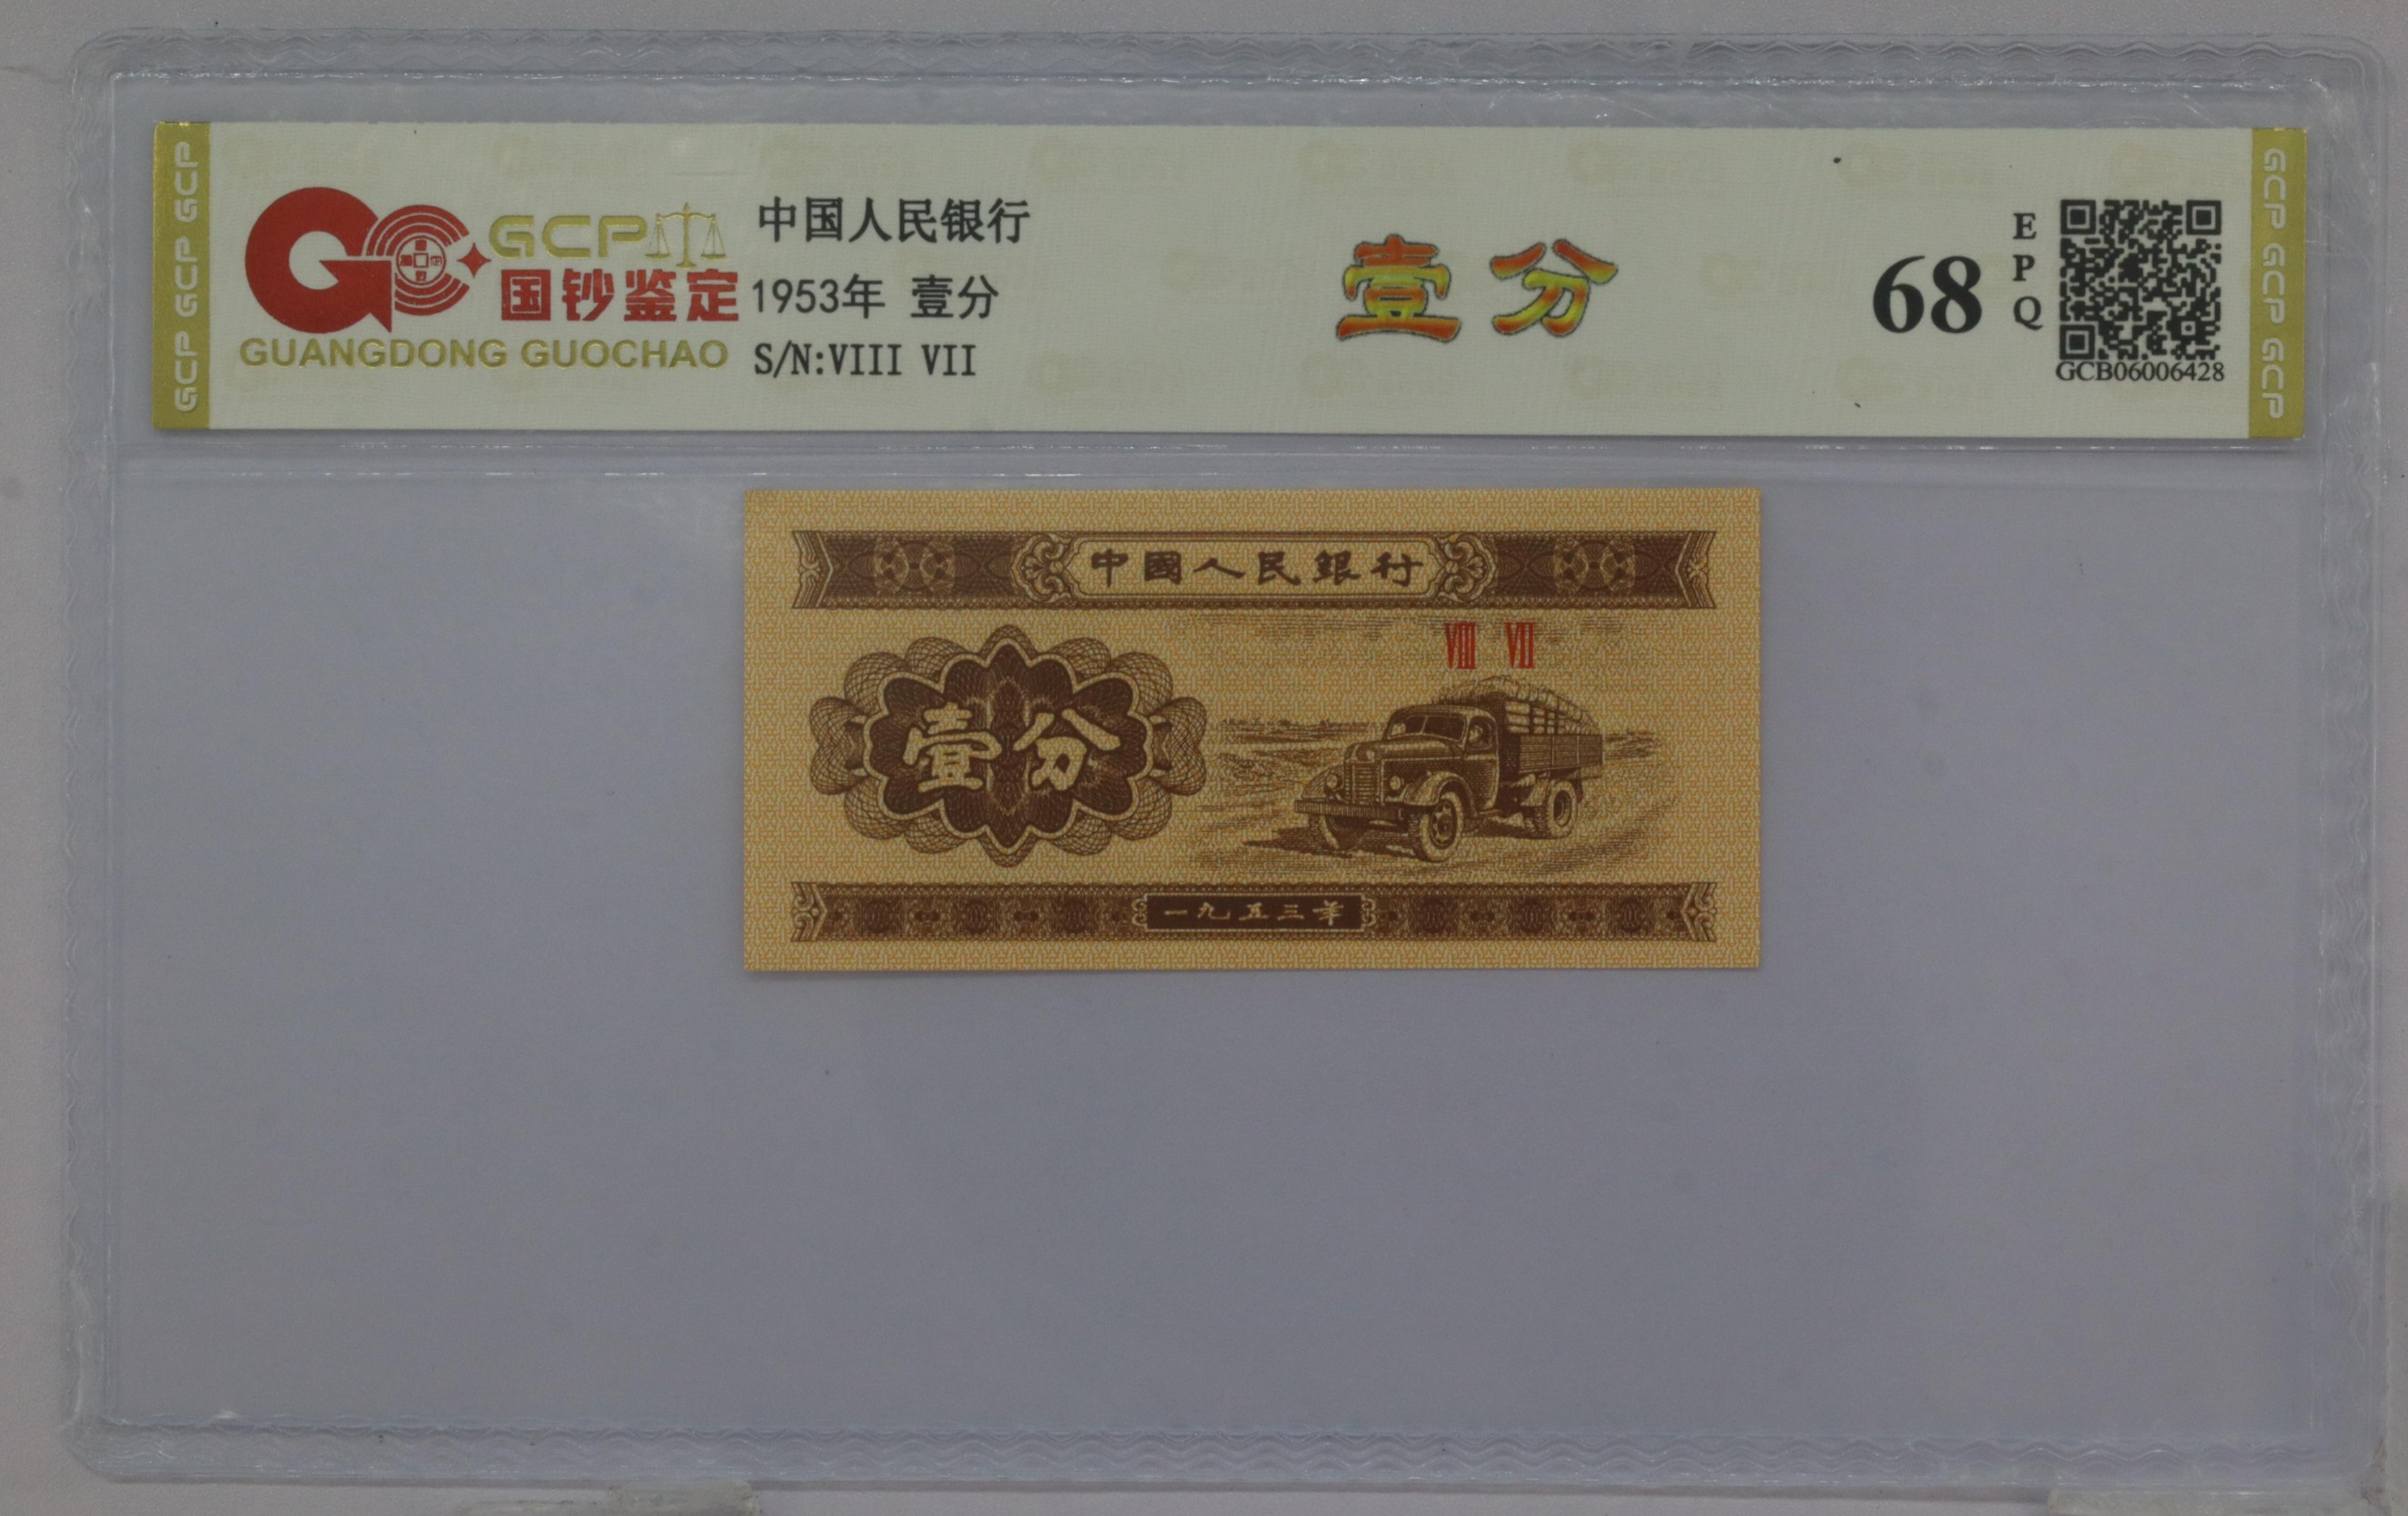 GCP GCP GCP
GCP
国钞鉴定
GUANGDONG GUOCHAO
中国人民银行
1953年 壹分
S/N:VIII VII
壹分
68
EPQ
GCB06006428
GCP GCP GCP
中國人民銀行
VIII VII
壹分
一九五三年